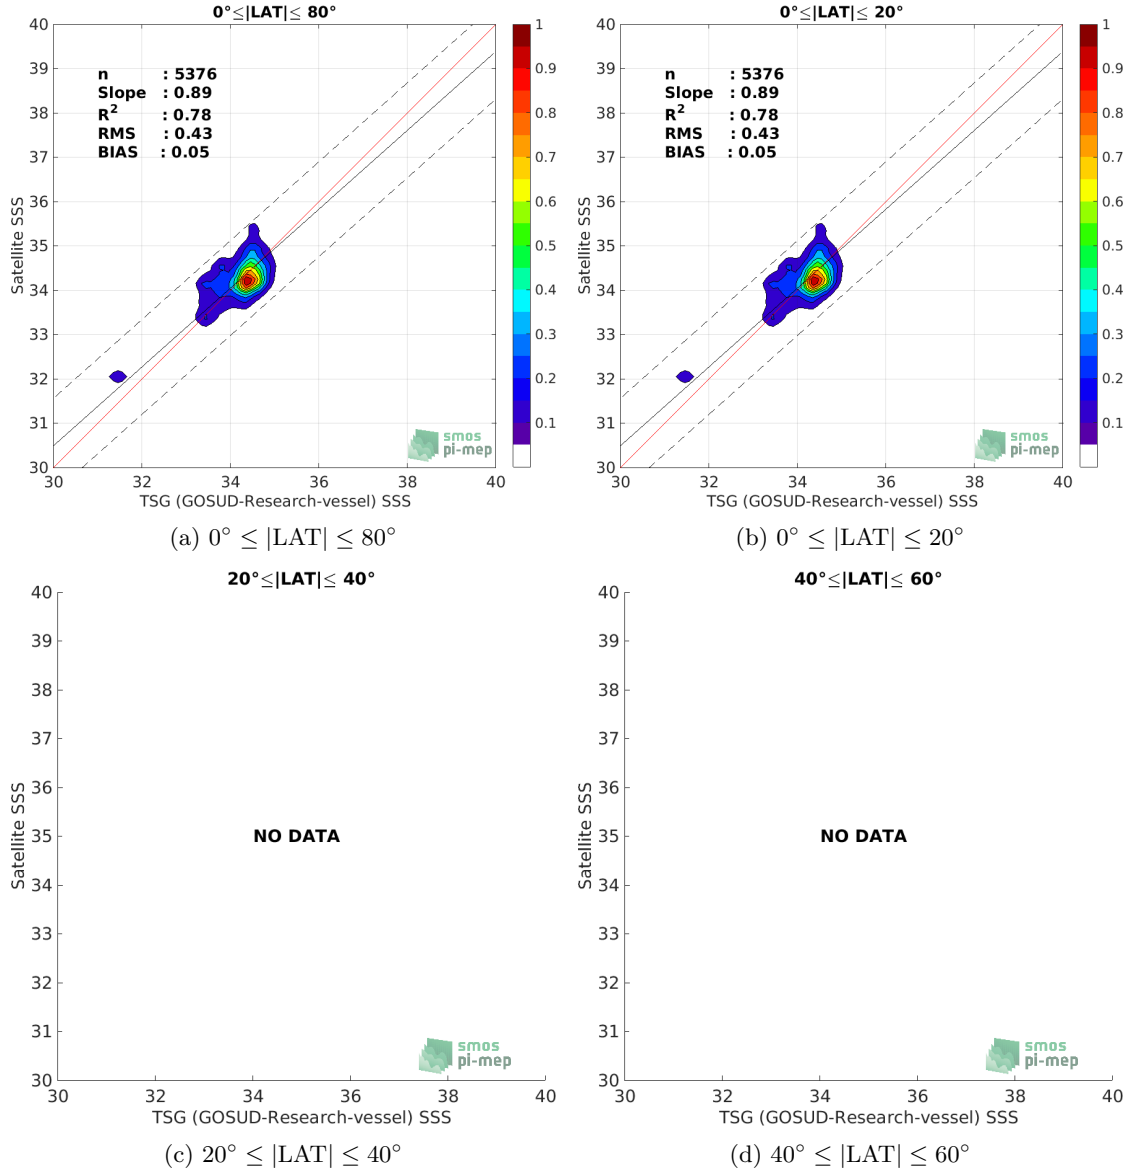 0°≤|LAT|≤ 80°
n : 5376
Slope : 0.89
R² : 0.78
RMS : 0.43
BIAS : 0.05
Satellite SSS
40
39
38
37
36
35
34
33
32
31
30
30 32 34 36 38 40
TSG (GOSUD-Research-vessel) SSS
1
0.9
0.8
0.7
0.6
0.5
0.4
0.3
0.2
0.1
smos
pi-mep
(a) 0° ≤ |LAT| ≤ 80°
0°≤|LAT|≤ 20°
n : 5376
Slope : 0.89
R² : 0.78
RMS : 0.43
BIAS : 0.05
Satellite SSS
40
39
38
37
36
35
34
33
32
31
30
30 32 34 36 38 40
TSG (GOSUD-Research-vessel) SSS
1
0.9
0.8
0.7
0.6
0.5
0.4
0.3
0.2
0.1
smos
pi-mep
(b) 0° ≤ |LAT| ≤ 20°
20°≤|LAT|≤ 40°
Satellite SSS
40
39
38
37
36
35
34
33
32
31
30
NO DATA
30 32 34 36 38 40
TSG (GOSUD-Research-vessel) SSS
smos
pi-mep
(c) 20° ≤ |LAT| ≤ 40°
40°≤|LAT|≤ 60°
Satellite SSS
40
39
38
37
36
35
34
33
32
31
30
NO DATA
30 32 34 36 38 40
TSG (GOSUD-Research-vessel) SSS
smos
pi-mep
(d) 40° ≤ |LAT| ≤ 60°